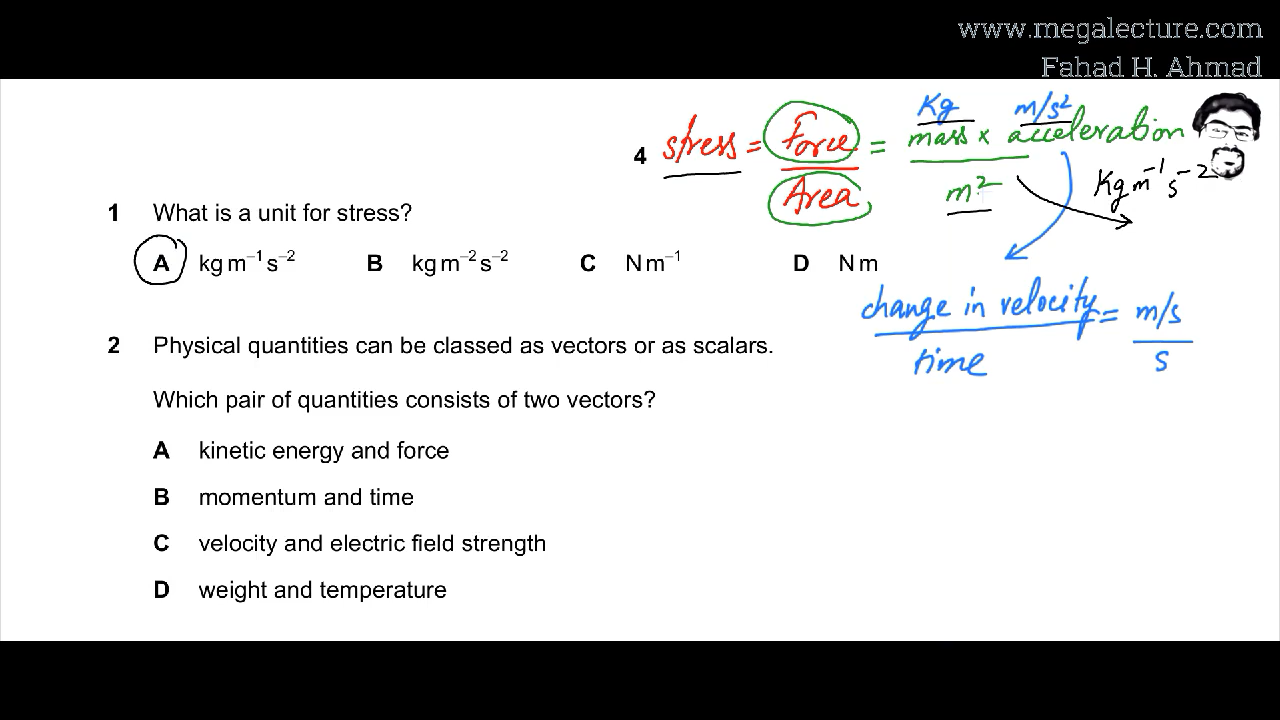 www.megalecture.com
Fahad H. Ahmad
4 stress = Force / Area = mass × acceleration / m²
Kg m/s²
Kg m⁻¹ s⁻²
1 What is a unit for stress?
A kg m⁻¹ s⁻² B kg m⁻² s⁻² C N m⁻¹ D N m
change in velocity / time = m/s / s
2 Physical quantities can be classed as vectors or as scalars.
Which pair of quantities consists of two vectors?
A kinetic energy and force
B momentum and time
C velocity and electric field strength
D weight and temperature